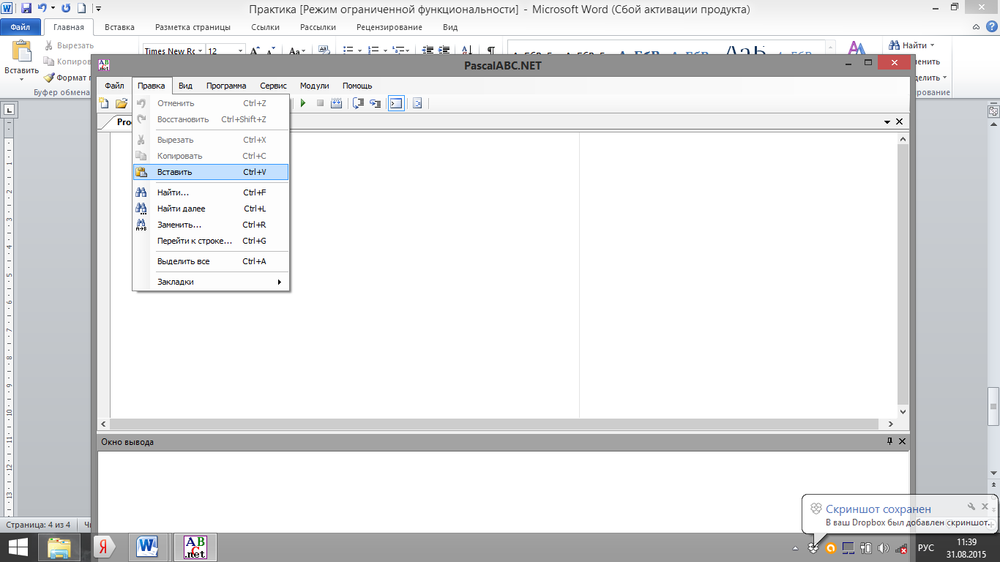 Практика [Режим ограниченной функциональности] - Microsoft Word (Сбой активации продукта)
Файл Главная Вставка Разметка страницы Ссылки Рассылки Рецензирование Вид
Вставить
Вырезать
Формат
Буфер обмена
Times New Ro 12
Найти
PascalABC.NET
Файл Правка Вид Программа Сервис Модули Помощь
Отменить Ctrl+Z
Восстановить Ctrl+Shift+Z
Вырезать Ctrl+X
Копировать Ctrl+C
Вставить Ctrl+V
Найти... Ctrl+F
Найти далее Ctrl+L
Заменить... Ctrl+R
Перейти к строке... Ctrl+G
Выделить все Ctrl+A
Закладки
Окно вывода
Страница: 4 из 4
Скриншот сохранен
В ваш Dropbox был добавлен скриншот.
РУС
11:39
31.08.2015